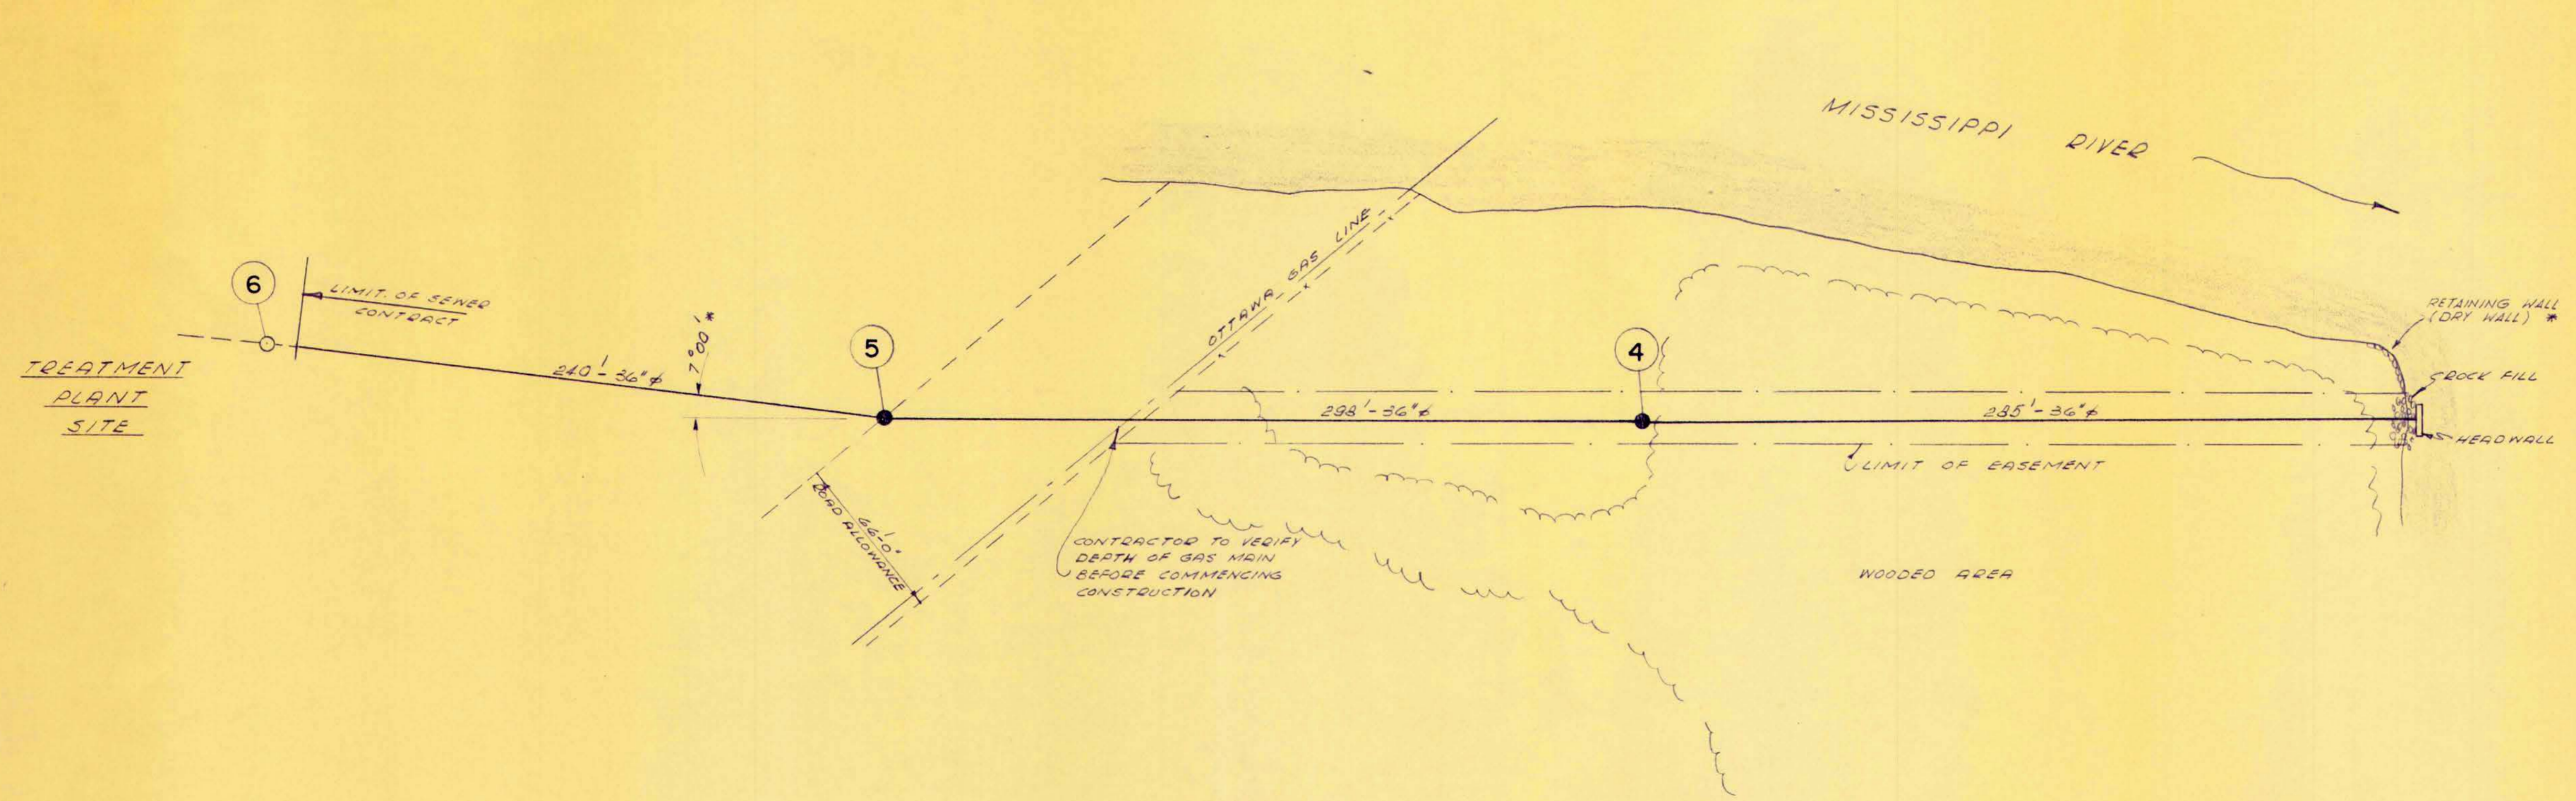 MISSISSIPPI RIVER
OTTAWA GAS LINE
6
LIMIT OF SEWER
CONTRACT
TREATMENT
PLANT
SITE
240'-36"φ
7°00'*
5
4
298'-36"φ
285'-36"φ
RETAINING WALL
(DRY WALL) *
ROCK FILL
HEADWALL
LIMIT OF EASEMENT
66'-0"
ROAD ALLOWANCE
CONTRACTOR TO VERIFY
DEPTH OF GAS MAIN
BEFORE COMMENCING
CONSTRUCTION
WOODED AREA